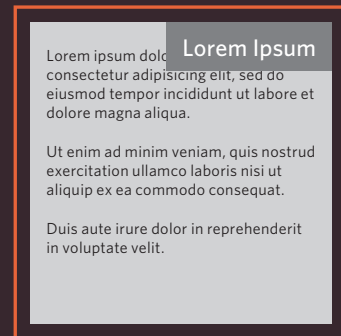 Lorem Ipsum
Lorem ipsum
consectetur adipisicing elit, sed do
eiusmod tempor incididunt ut labore et
dolore magna aliqua.
Ut enim ad minim veniam, quis nostrud
exercitation ullamco laboris nisi ut
aliquip ex ea commodo consequat.
Duis aute irure dolor in reprehenderit
in voluptate velit.